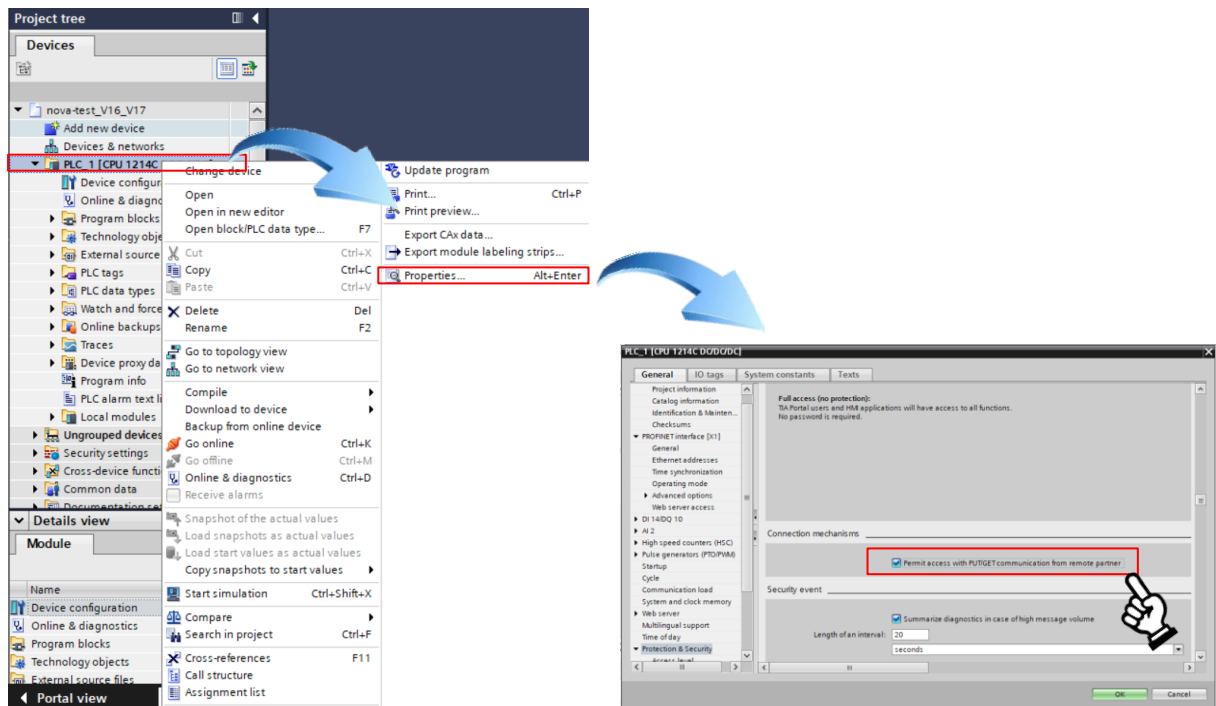 Project tree
Devices
nova-test_V16_V17
Add new device
Devices & networks
PLC_1 [CPU 1214C
Device configur
Online & diagno
Program blocks
Technology obje
External source
PLC tags
PLC data types
Watch and force
Online backups
Traces
Device proxy da
Program info
PLC alarm text li
Local modules
Ungrouped devices
Security settings
Cross-device functi
Common data
Documentation set
Details view
Module
Name
Device configuration
Online & diagnostics
Program blocks
Technology objects
External source files
Portal view
Change device
Open
Open in new editor
Open block/PLC data type... F7
Cut Ctrl+X
Copy Ctrl+C
Paste Ctrl+V
Delete Del
Rename F2
Go to topology view
Go to network view
Compile
Download to device
Backup from online device
Go online Ctrl+K
Go offline Ctrl+M
Online & diagnostics Ctrl+D
Receive alarms
Snapshot of the actual values
Load snapshots as actual values
Load start values as actual values
Copy snapshots to start values
Start simulation Ctrl+Shift+X
Compare
Search in project Ctrl+F
Cross-references F11
Call structure
Assignment list
Update program
Print... Ctrl+P
Print preview...
Export CAx data...
Export module labeling strips...
Properties... Alt+Enter
PLC_1 [CPU 1214C DC/DC/DC]
General IO tags System constants Texts
Project information
Catalog information
Identification & Mainten...
Checksums
PROFINET interface [X1]
General
Ethernet addresses
Time synchronization
Operating mode
Advanced options
Web server access
DI 14/DQ 10
AI 2
High speed counters (HSC)
Pulse generators (PTO/PWM)
Startup
Cycle
Communication load
System and clock memory
Web server
Multilingual support
Time of day
Protection & Security
Access level
Full access (no protection):
TIA Portal users and HMI applications will have access to all functions.
No password is required.
Connection mechanisms
Permit access with PUT/GET communication from remote partner
Security event
Summarize diagnostics in case of high message volume
Length of an interval: 20
seconds
OK Cancel